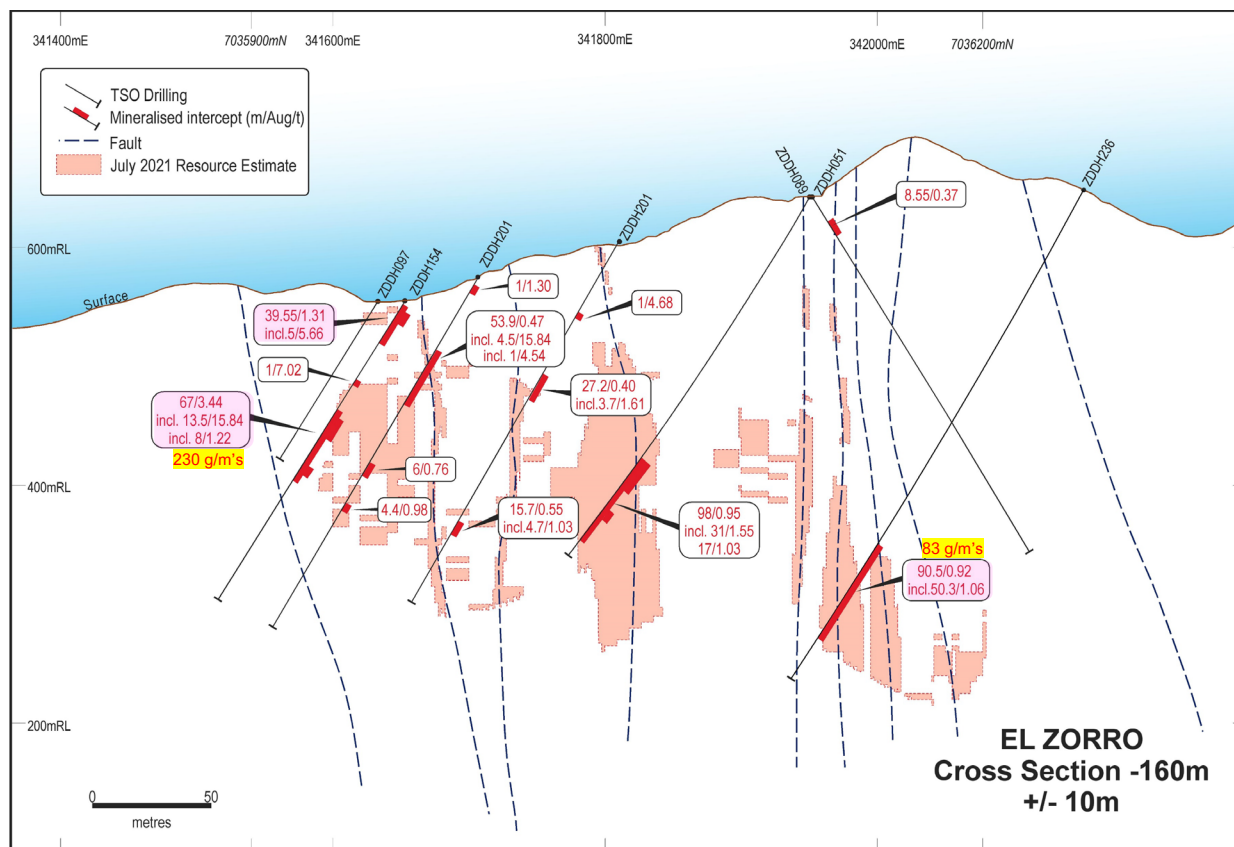 341400mE
7035900mN
341600mE
341800mE
342000mE
7036200mN
TSO Drilling
Mineralised intercept (m/Aug/t)
Fault
July 2021 Resource Estimate
ZDDH097
ZDDH154
ZDDH201
ZDDH201
ZDDH089
ZDDH051
ZDDH236
600mRL
400mRL
200mRL
Surface
8.55/0.37
1/1.30
1/4.68
39.55/1.31
incl.5/5.66
53.9/0.47
incl. 4.5/15.84
incl. 1/4.54
1/7.02
27.2/0.40
incl.3.7/1.61
67/3.44
incl. 13.5/15.84
incl. 8/1.22
230 g/m's
6/0.76
4.4/0.98
15.7/0.55
incl.4.7/1.03
98/0.95
incl. 31/1.55
17/1.03
83 g/m's
90.5/0.92
incl.50.3/1.06
EL ZORRO
Cross Section -160m
+/- 10m
0
50
metres